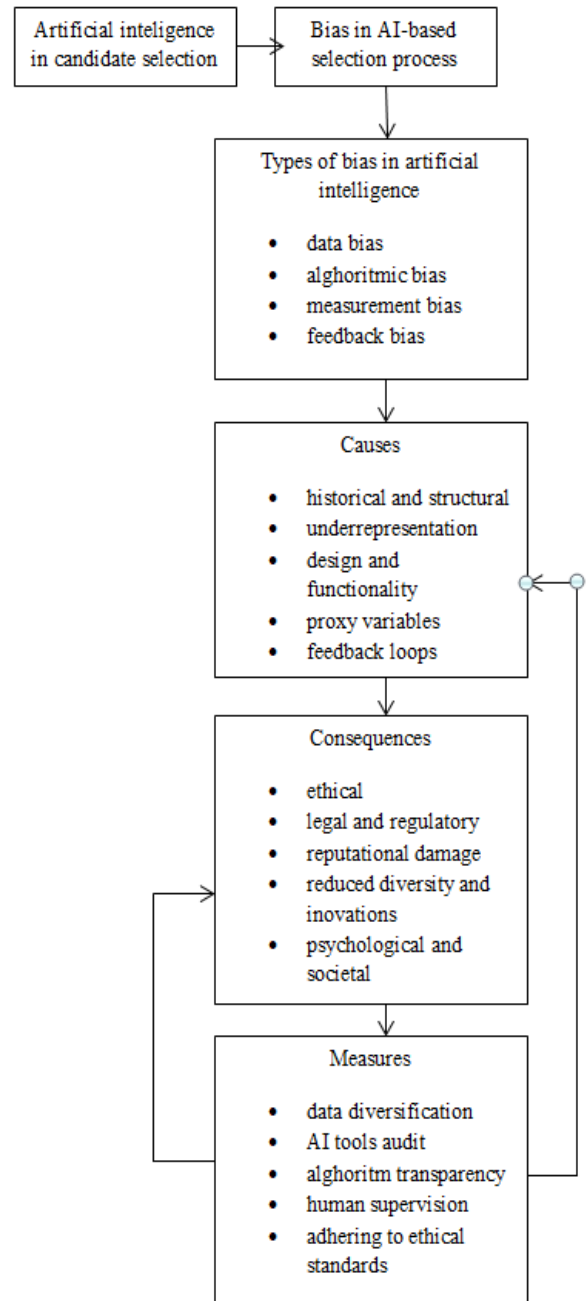 Artificial inteligence
in candidate selection
Bias in AI-based
selection process
Types of bias in artificial
intelligence
• data bias
• alghoritmic bias
• measurement bias
• feedback bias
Causes
• historical and structural
• underrepresentation
• design and
functionality
• proxy variables
• feedback loops
Consequences
• ethical
• legal and regulatory
• reputational damage
• reduced diversity and
inovations
• psychological and
societal
Measures
• data diversification
• AI tools audit
• alghoritm transparency
• human supervision
• adhering to ethical
standards